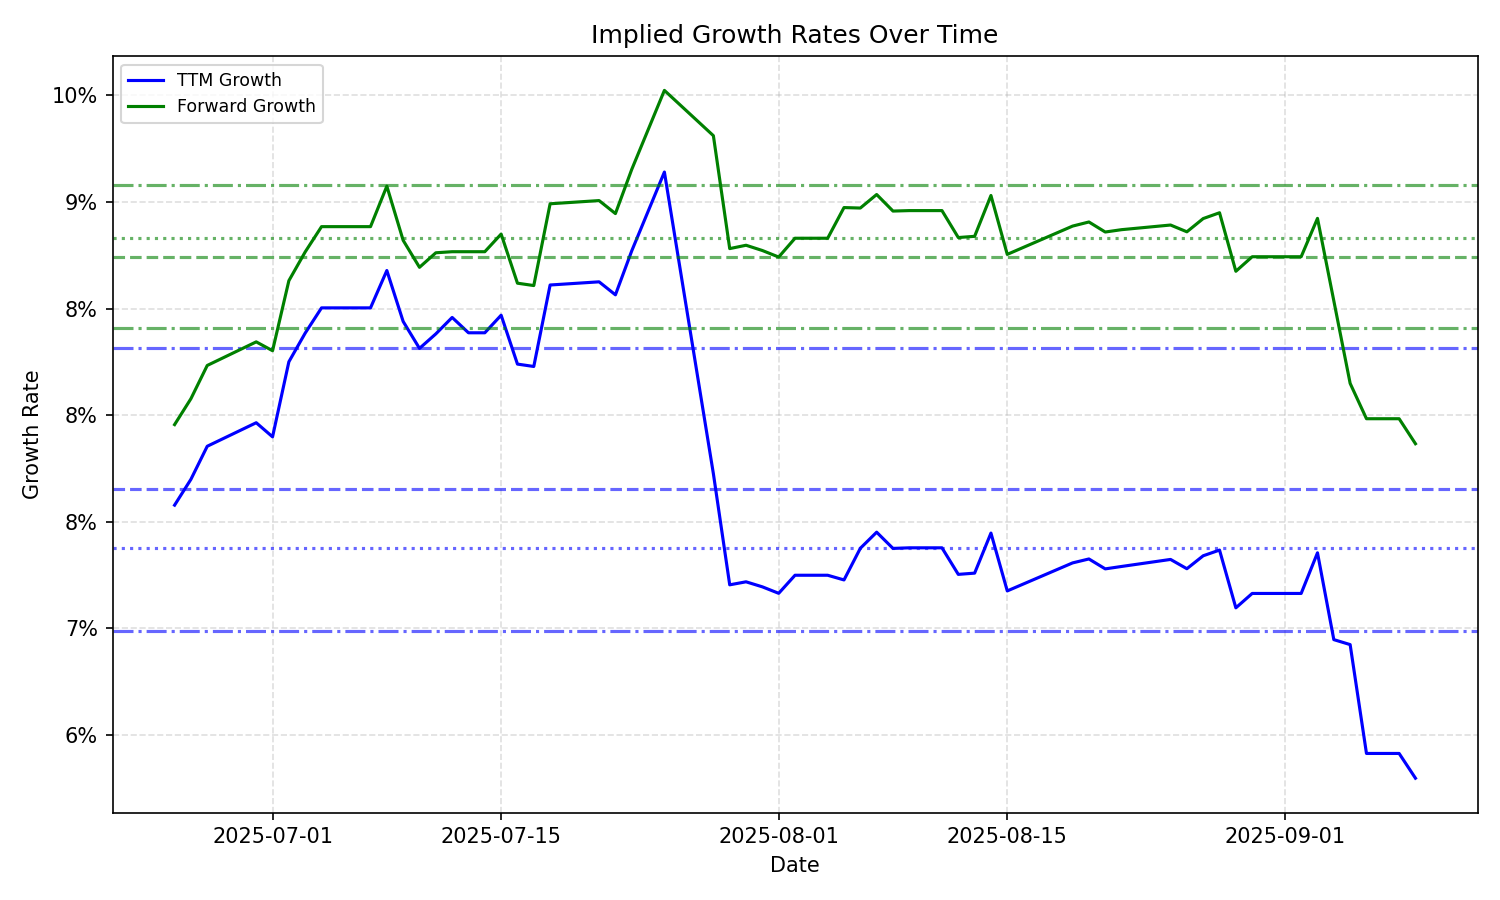 Implied Growth Rates Over Time
TTM Growth
Forward Growth
10%
9%
8%
8%
8%
7%
6%
Growth Rate
2025-07-01
2025-07-15
2025-08-01
2025-08-15
2025-09-01
Date